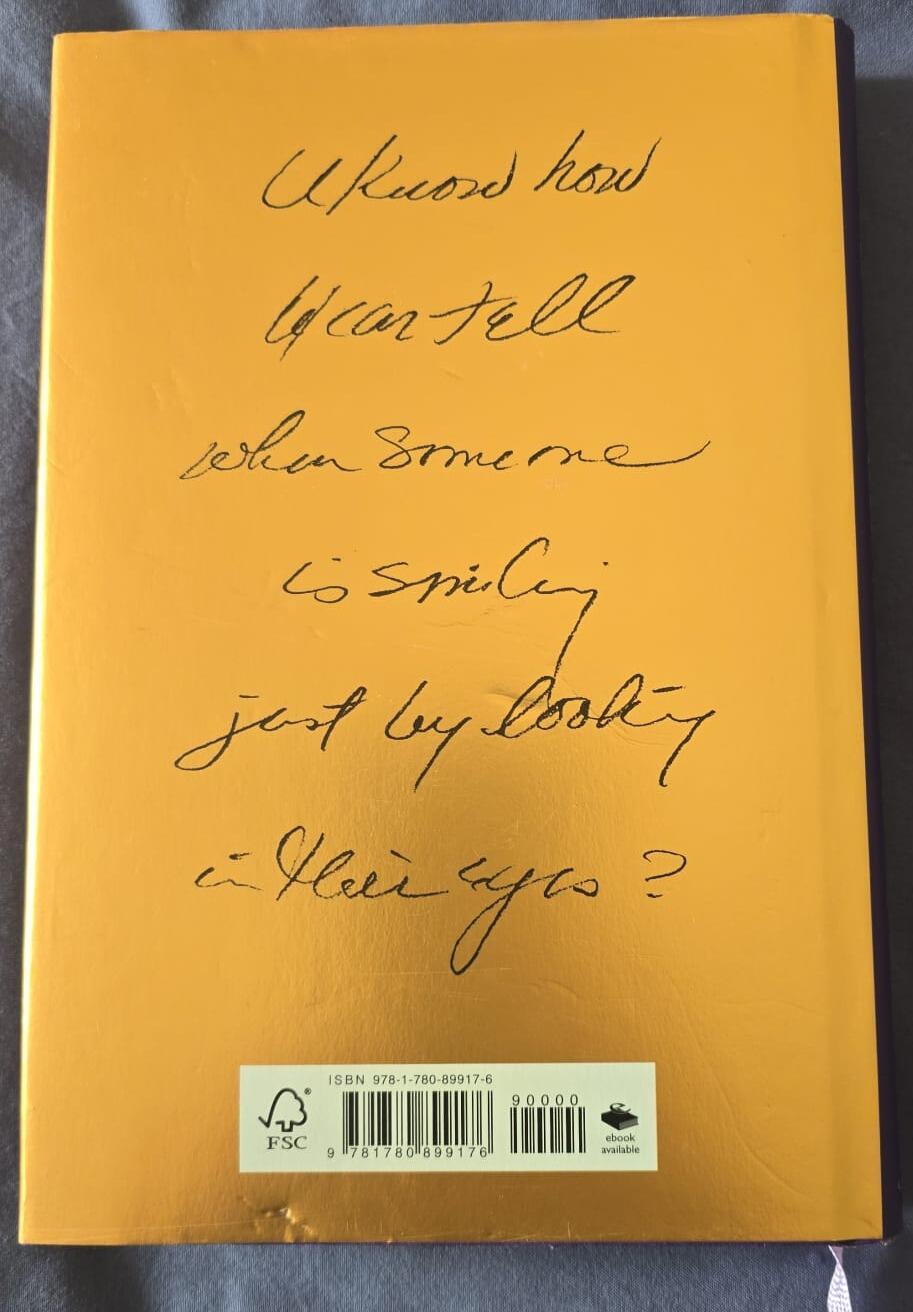 U Know how
U can tell
when someone
is smiling
just by looking
in their eyes?
ISBN 978-1-780-89917-6
90000
FSC
®
9 781780 899176
ebook
available